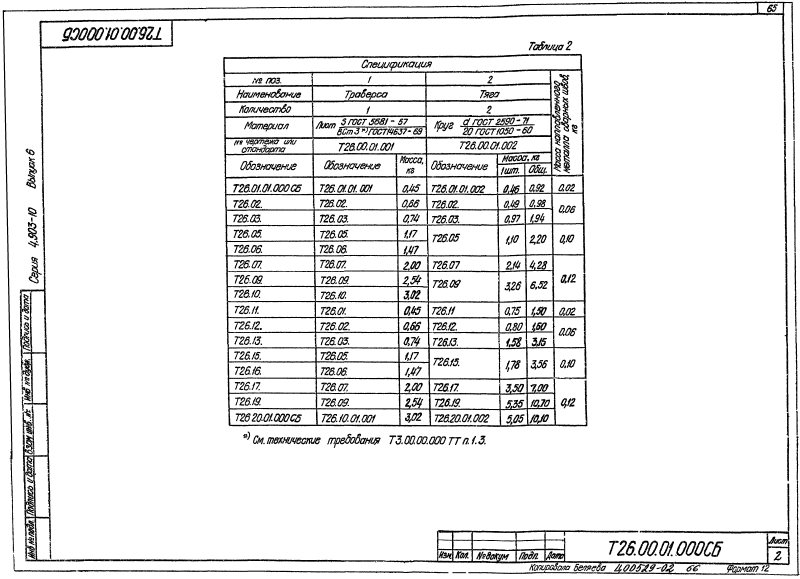 65
Т26.00.01.000СБ
Таблица 2
Спецификация
№ поз. 1 2
Наименование Траверса Тяга
Количество 1 2
Материал Лист S ГОСТ 5681-57 / ВСт3 *) ГОСТ 14637-69 Круг d ГОСТ 2590-71 / 20 ГОСТ 1050-60
№ чертежа или стандарта Т26.00.01.001 Т26.00.01.002
Масса наплавленного металла сварных швов, кг
Обозначение Обозначение Масса, кг Обозначение Масса, кг 1 шт. Общ.
Т26.01.01.000СБ Т26.01.01.001 0,45 Т26.01.01.002 0,46 0,92 0,02
Т26.02. Т26.02. 0,66 Т26.02. 0,49 0,98 0,06
Т26.03. Т26.03. 0,74 Т26.03. 0,97 1,94
Т26.05. Т26.05. 1,17 Т26.05 1,10 2,20 0,10
Т26.06. Т26.06. 1,47
Т26.07. Т26.07. 2,00 Т26.07 2,14 4,28 0,12
Т26.09. Т26.09. 2,54 Т26.09 3,26 6,52
Т26.10. Т26.10. 3,02
Т26.11. Т26.01. 0,45 Т26.11 0,75 1,50 0,02
Т26.12. Т26.02. 0,66 Т26.12. 0,80 1,60 0,06
Т26.13. Т26.03. 0,74 Т26.13. 1,58 3,15
Т26.15. Т26.05. 1,17 Т26.15. 1,78 3,56 0,10
Т26.16. Т26.06. 1,47
Т26.17. Т26.07. 2,00 Т26.17. 3,50 7,00 0,12
Т26.19. Т26.09. 2,54 Т26.19. 5,35 10,70
Т26.20.01.000СБ Т26.10.01.001 3,02 Т26.20.01.002 5,05 10,10
*) См. технические требования Т3.00.00.000 ТТ п.1.3.
Серия 4.903-10 Выпуск 6
Инв № подл. Подпись и дата Взам инв. № Инв № дубл. Подпись и дата
Изм. Кол. № докум Подп. Дата
Т26.00.01.000СБ
Лист
2
Копировала Беляева Ц00529-02 66 Формат 12